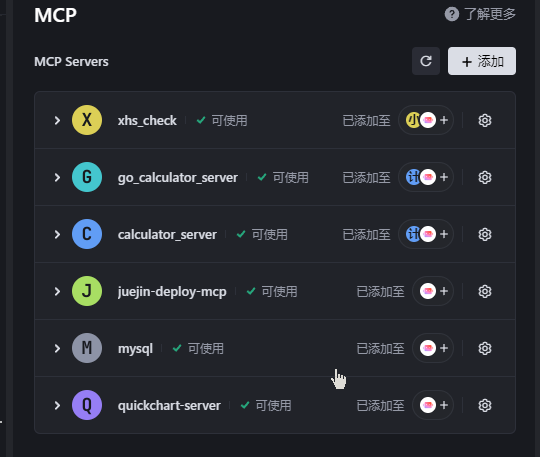 MCP
? 了解更多
MCP Servers
+ 添加
X xhs_check 可使用 已添加至 小 +
G go_calculator_server 可使用 已添加至 计 +
C calculator_server 可使用 已添加至 计 +
J juejin-deploy-mcp 可使用 已添加至 +
M mysql 可使用 已添加至 +
Q quickchart-server 可使用 已添加至 +